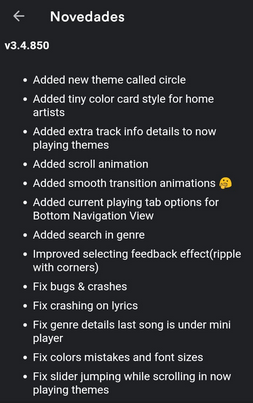 Novedades
v3.4.850
• Added new theme called circle
• Added tiny color card style for home
artists
• Added extra track info details to now
playing themes
• Added scroll animation
• Added smooth transition animations 🤗
• Added current playing tab options for
Bottom Navigation View
• Added search in genre
• Improved selecting feedback effect(ripple
with corners)
• Fix bugs & crashes
• Fix crashing on lyrics
• Fix genre details last song is under mini
player
• Fix colors mistakes and font sizes
• Fix slider jumping while scrolling in now
playing themes